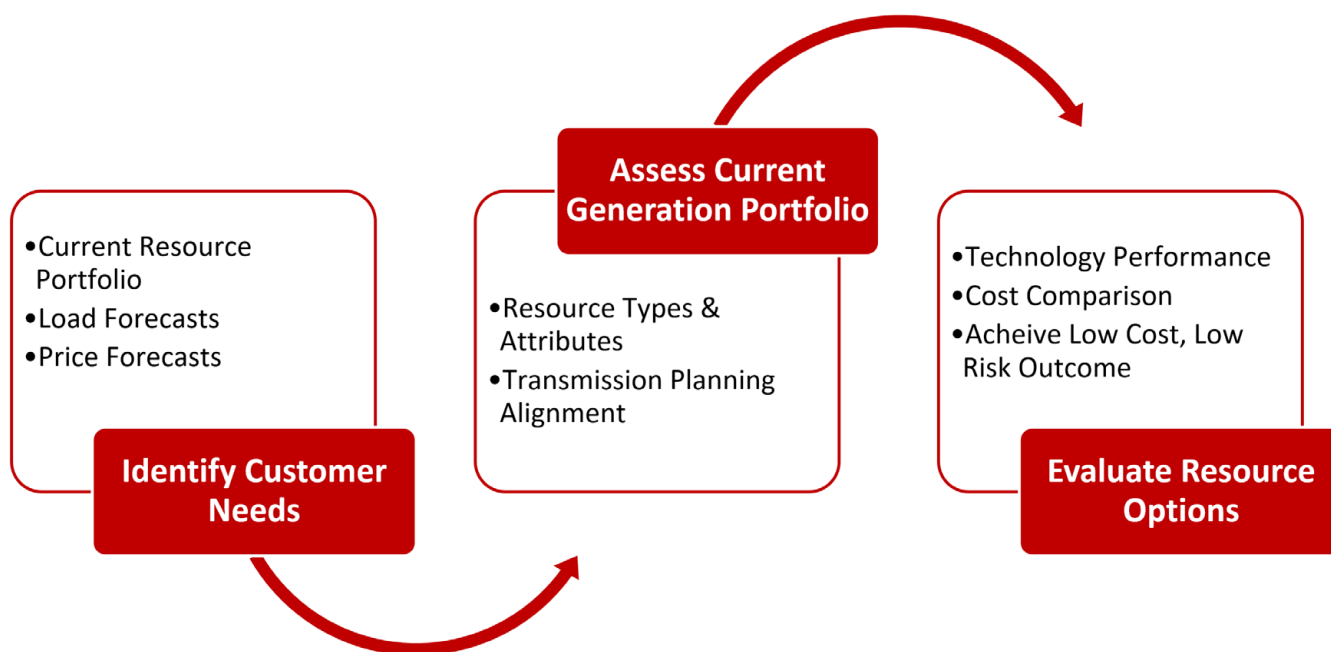 •Current Resource
Portfolio
•Load Forecasts
•Price Forecasts
Identify Customer
Needs
Assess Current
Generation Portfolio
•Resource Types &
Attributes
•Transmission Planning
Alignment
•Technology Performance
•Cost Comparison
•Acheive Low Cost, Low
Risk Outcome
Evaluate Resource
Options